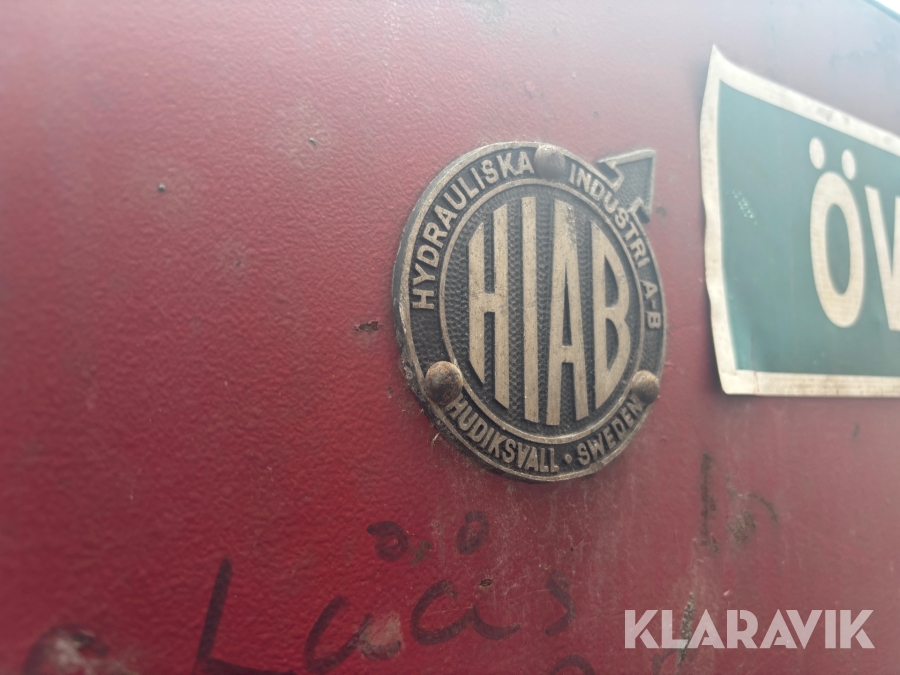 HYDRAULISKA INDUSTRI A-B
HIAB
HUDIKSVALL · SWEDEN
ÖV
KLARAVIK